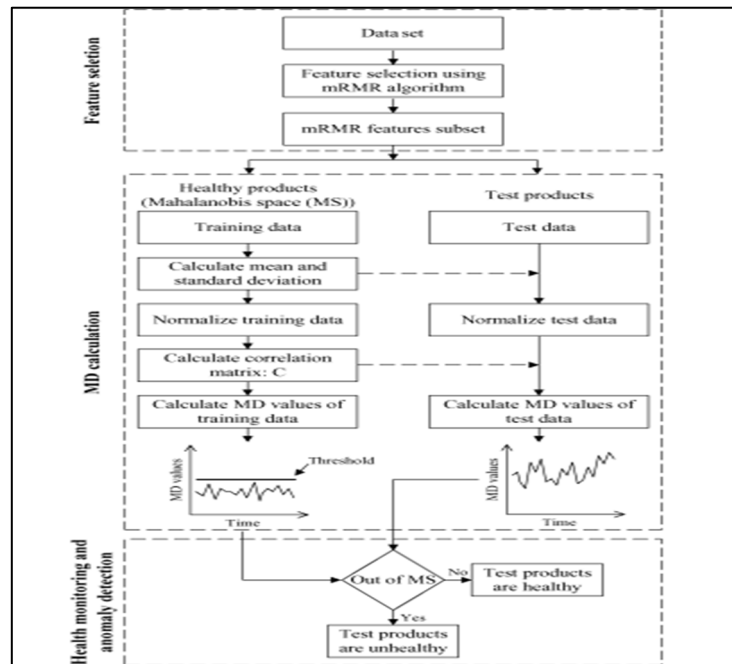 Feature seletion
Data set
Feature selection using
mRMR algorithm
mRMR features subset
MD calculation
Healthy products
(Mahalanobis space (MS))
Training data
Calculate mean and
standard deviation
Normalize training data
Calculate correlation
matrix: C
Calculate MD values of
training data
MD values
Threshold
Time
Test products
Test data
Normalize test data
Calculate MD values of
test data
MD values
Time
Health monitoring and
anomaly detection
Out of MS
No
Test products
are healthy
Yes
Test products
are unhealthy